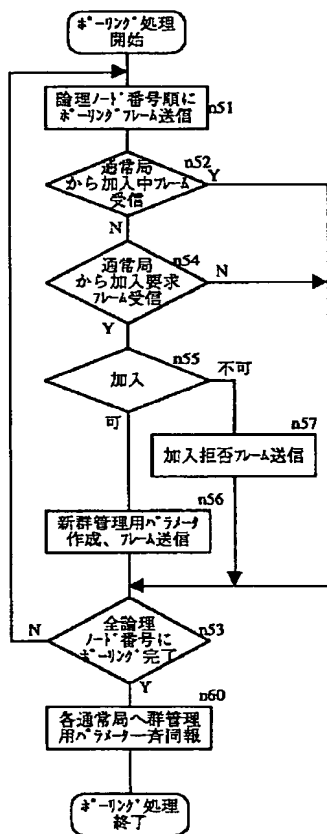 ﾎﾟｰﾘﾝｸﾞ処理
開始
論理ﾉｰﾄﾞ番号順に
ﾎﾟｰﾘﾝｸﾞﾌﾚｰﾑ送信
n51
通常局
から加入中ﾌﾚｰﾑ
受信
n52
Y
N
通常局
から加入要求
ﾌﾚｰﾑ受信
n54
N
Y
加入
n55
不可
可
n57
加入拒否ﾌﾚｰﾑ送信
n56
新群管理用ﾊﾟﾗﾒｰﾀ
作成、ﾌﾚｰﾑ送信
全論理
ﾉｰﾄﾞ番号に
ﾎﾟｰﾘﾝｸﾞ完了
n53
N
Y
n60
各通常局へ群管理
用ﾊﾟﾗﾒｰﾀ一斉同報
ﾎﾟｰﾘﾝｸﾞ処理
終了